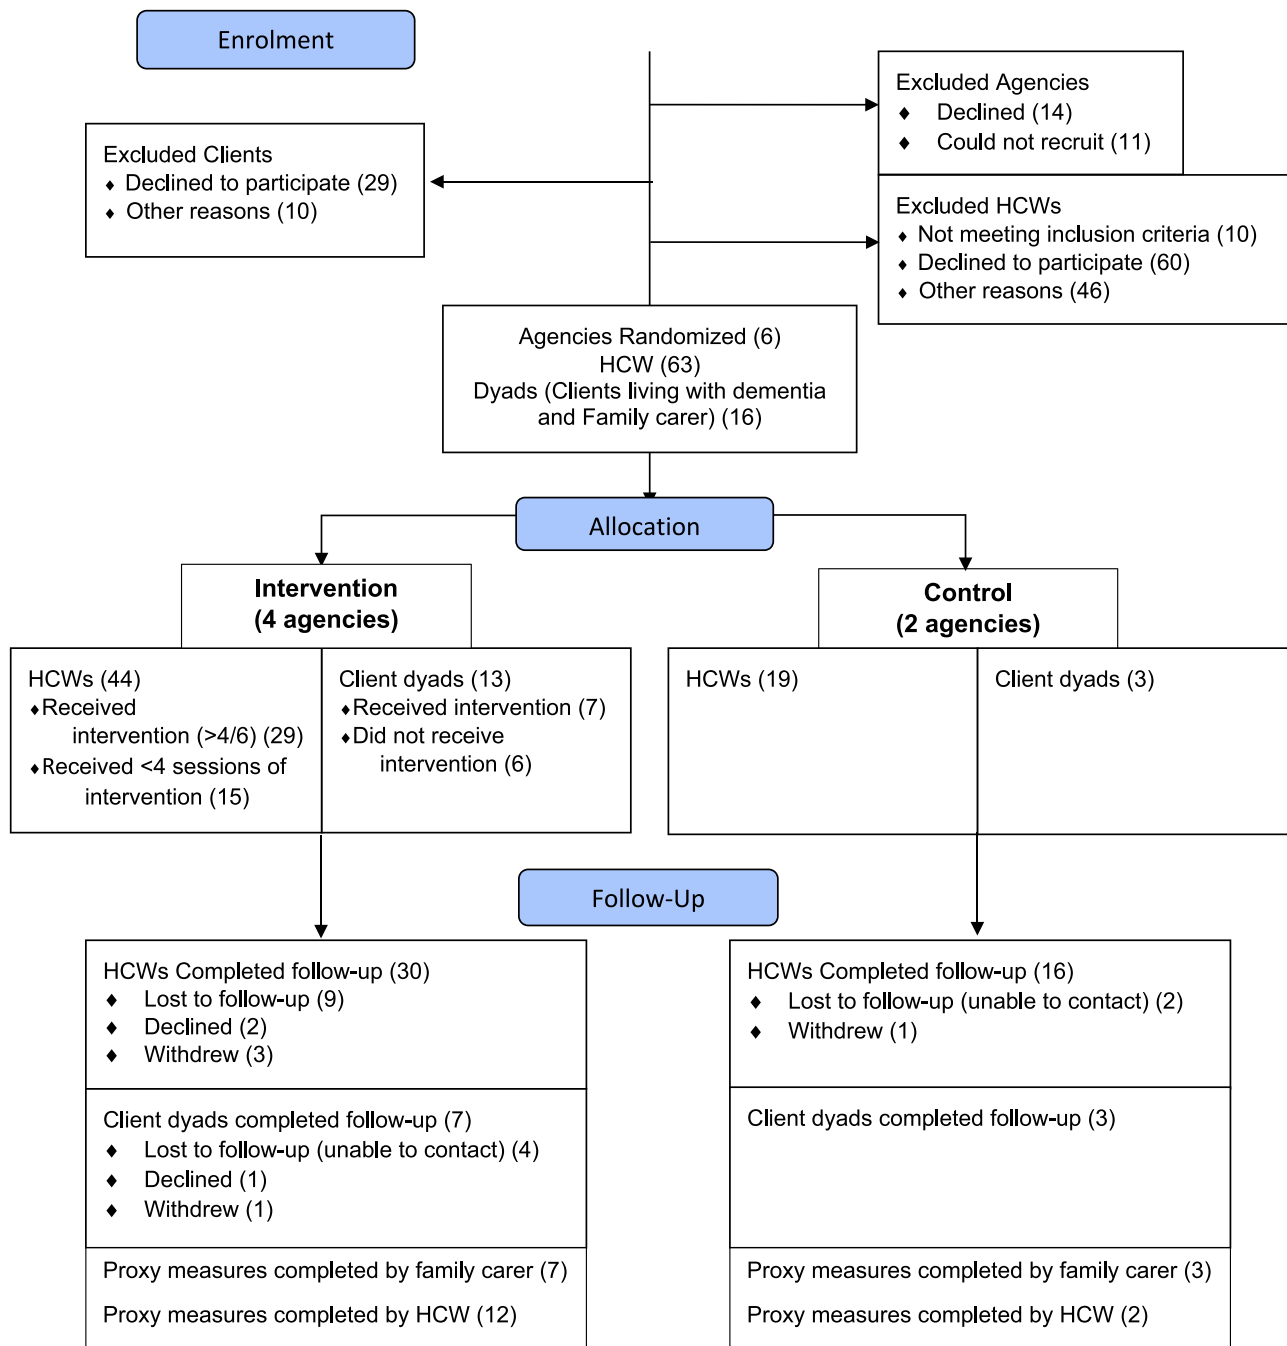 Enrolment
Excluded Agencies
♦ Declined (14)
♦ Could not recruit (11)
Excluded Clients
♦ Declined to participate (29)
♦ Other reasons (10)
Excluded HCWs
♦ Not meeting inclusion criteria (10)
♦ Declined to participate (60)
♦ Other reasons (46)
Agencies Randomized (6)
HCW (63)
Dyads (Clients living with dementia
and Family carer) (16)
Allocation
Intervention
(4 agencies)
HCWs (44)
♦Received
intervention (>4/6) (29)
♦Received <4 sessions of
intervention (15)
Client dyads (13)
♦Received intervention (7)
♦Did not receive
intervention (6)
Control
(2 agencies)
HCWs (19)
Client dyads (3)
Follow-Up
HCWs Completed follow-up (30)
♦ Lost to follow-up (9)
♦ Declined (2)
♦ Withdrew (3)
Client dyads completed follow-up (7)
♦ Lost to follow-up (unable to contact) (4)
♦ Declined (1)
♦ Withdrew (1)
Proxy measures completed by family carer (7)
Proxy measures completed by HCW (12)
HCWs Completed follow-up (16)
♦ Lost to follow-up (unable to contact) (2)
♦ Withdrew (1)
Client dyads completed follow-up (3)
Proxy measures completed by family carer (3)
Proxy measures completed by HCW (2)